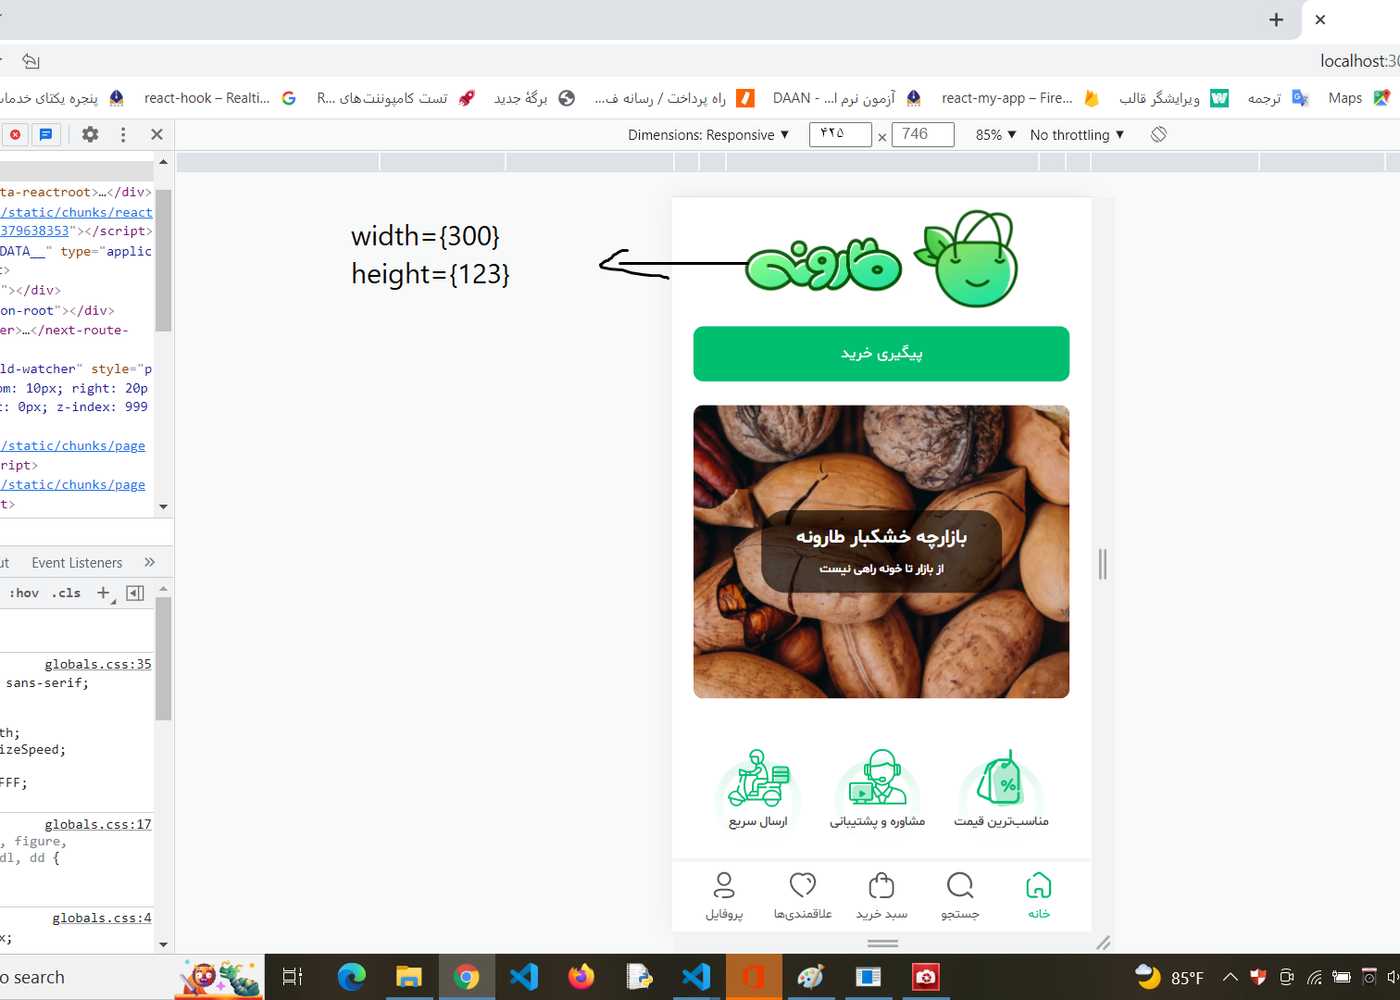 localhost:30
پنجره یکتای خدمات
react-hook – Realti...
تست کامپوننت‌های R...
برگهٔ جدید
راه پرداخت / رسانه ف...
آزمون نرم ا... – DAAN
react-my-app – Fire...
ویرایشگر قالب
ترجمه
Maps
Dimensions: Responsive ▼ ۴۲۵ × 746 85% ▼ No throttling ▼
ta-reactroot>…</div>
/static/chunks/react
379638353"></script>
DATA__" type="applic
t>
"></div>
on-root"></div>
er>…</next-route-
ld-watcher" style="p
om: 10px; right: 20p
t: 0px; z-index: 999
/static/chunks/page
ript>
/static/chunks/page
t>
ut Event Listeners »
:hov .cls +
globals.css:35
sans-serif;
th;
izeSpeed;
FFF;
globals.css:17
, figure,
dl, dd {
globals.css:4
x;
width={300}
height={123}
طارونه
پیگیری خرید
بازارچه خشکبار طارونه
از بازار تا خونه راهی نیست
مناسب‌ترین قیمت
مشاوره و پشتیبانی
ارسال سریع
خانه
جستجو
سبد خرید
علاقمندی‌ها
پروفایل
o search
85°F